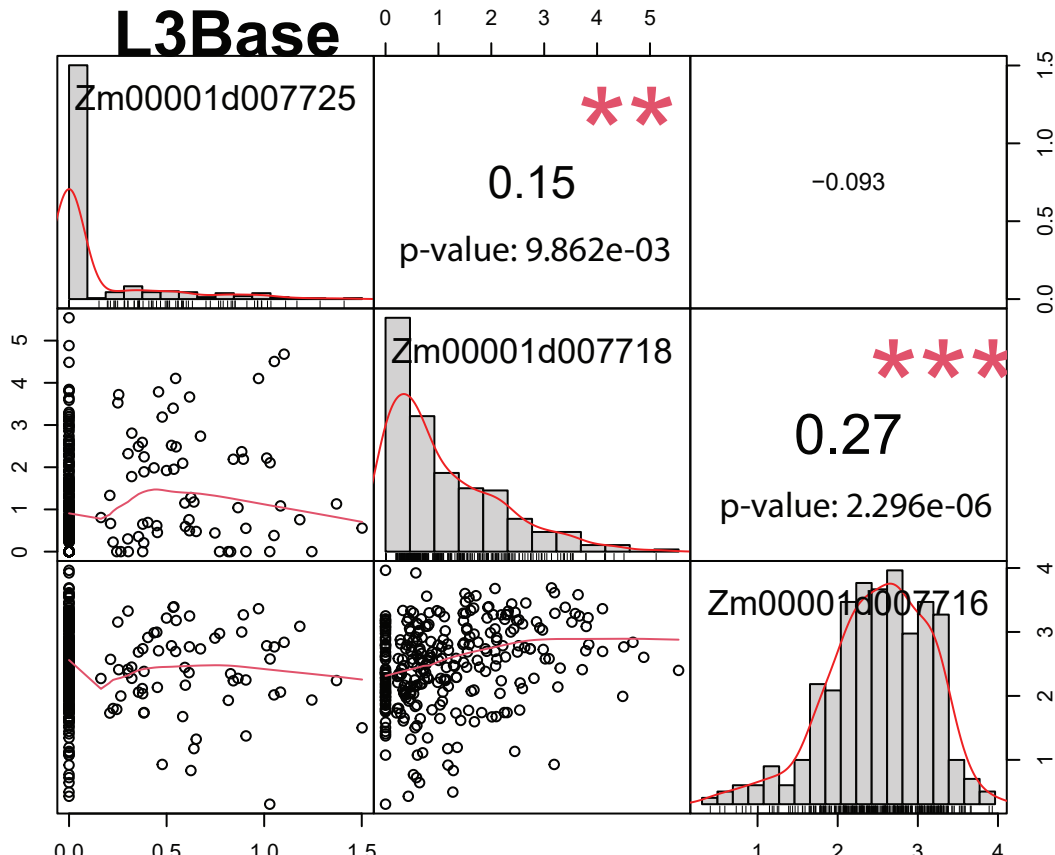 L3Base
0 1 2 3 4 5
Zm00001d007725
**
0.15
p-value: 9.862e-03
−0.093
0.0 0.5 1.0 1.5
0 1 2 3 4 5
Zm00001d007718
***
0.27
p-value: 2.296e-06
Zm00001d007716
1 2 3 4
0.0 0.5 1.0 1.5
1 2 3 4